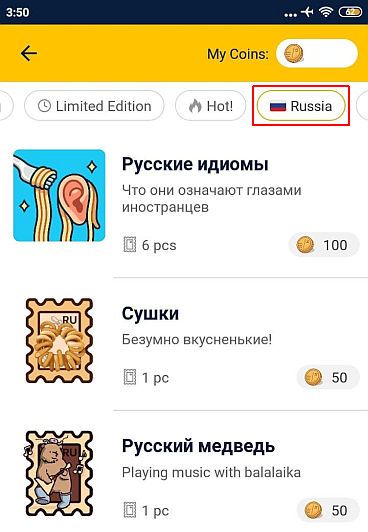 3:50
62
My Coins:
Limited Edition
Hot!
Russia
Русские идиомы
Что они означают глазами
иностранцев
6 pcs
100
RU
Сушки
Безумно вкусненькие!
1 pc
50
RU
Русский медведь
Playing music with balalaika
1 pc
50